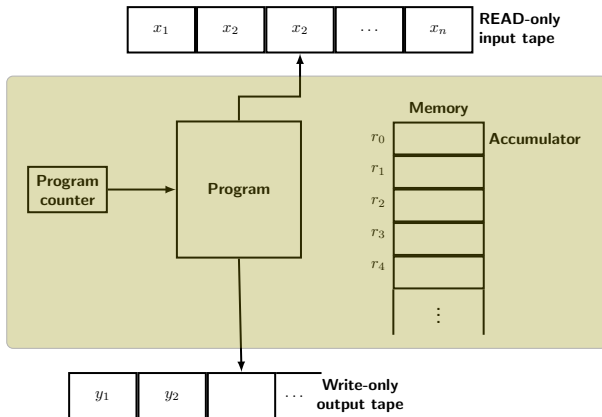 x₁ x₂ x₂ … xₙ
READ-only
input tape
Memory
r₀
Accumulator
r₁
Program
counter
Program
r₂
r₃
r₄
⋮
y₁ y₂ …
Write-only
output tape